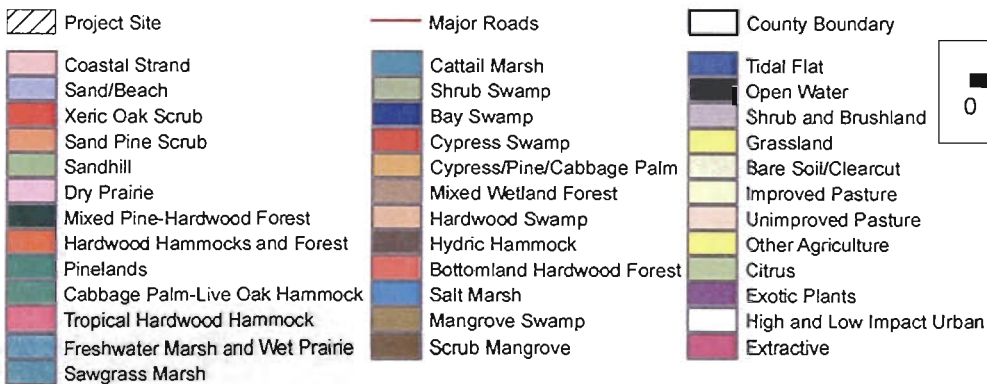 Project Site
Major Roads
County Boundary
Coastal Strand
Sand/Beach
Xeric Oak Scrub
Sand Pine Scrub
Sandhill
Dry Prairie
Mixed Pine-Hardwood Forest
Hardwood Hammocks and Forest
Pinelands
Cabbage Palm-Live Oak Hammock
Tropical Hardwood Hammock
Freshwater Marsh and Wet Prairie
Sawgrass Marsh
Cattail Marsh
Shrub Swamp
Bay Swamp
Cypress Swamp
Cypress/Pine/Cabbage Palm
Mixed Wetland Forest
Hardwood Swamp
Hydric Hammock
Bottomland Hardwood Forest
Salt Marsh
Mangrove Swamp
Scrub Mangrove
Tidal Flat
Open Water
Shrub and Brushland
Grassland
Bare Soil/Clearcut
Improved Pasture
Unimproved Pasture
Other Agriculture
Citrus
Exotic Plants
High and Low Impact Urban
Extractive
0